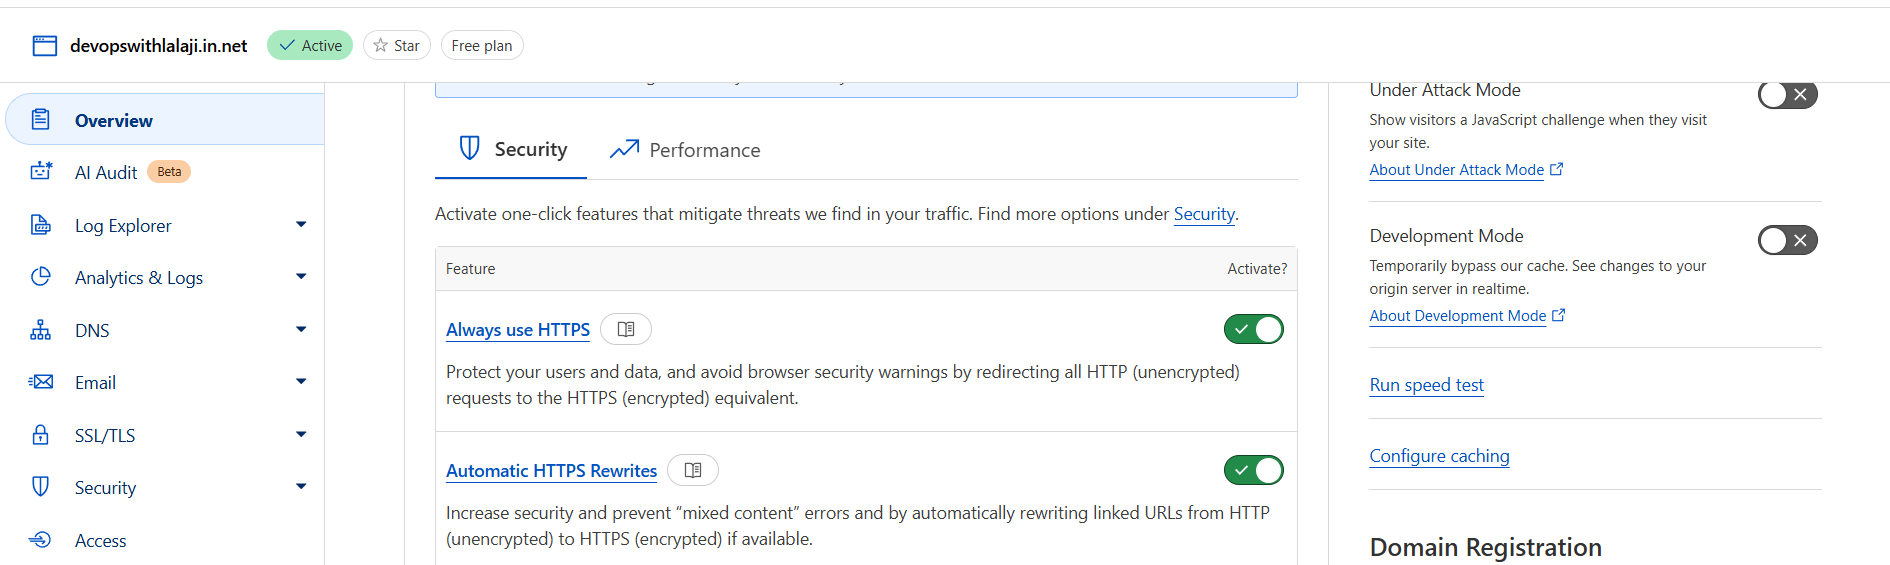 devopswithlalaji.in.net
Active
Star
Free plan
Overview
AI Audit
Beta
Log Explorer
Analytics & Logs
DNS
Email
SSL/TLS
Security
Access
Security
Performance
Activate one-click features that mitigate threats we find in your traffic. Find more options under Security.
Feature
Activate?
Always use HTTPS
Protect your users and data, and avoid browser security warnings by redirecting all HTTP (unencrypted)
requests to the HTTPS (encrypted) equivalent.
Automatic HTTPS Rewrites
Increase security and prevent “mixed content” errors and by automatically rewriting linked URLs from HTTP
(unencrypted) to HTTPS (encrypted) if available.
Under Attack Mode
Show visitors a JavaScript challenge when they visit
your site.
About Under Attack Mode
Development Mode
Temporarily bypass our cache. See changes to your
origin server in realtime.
About Development Mode
Run speed test
Configure caching
Domain Registration